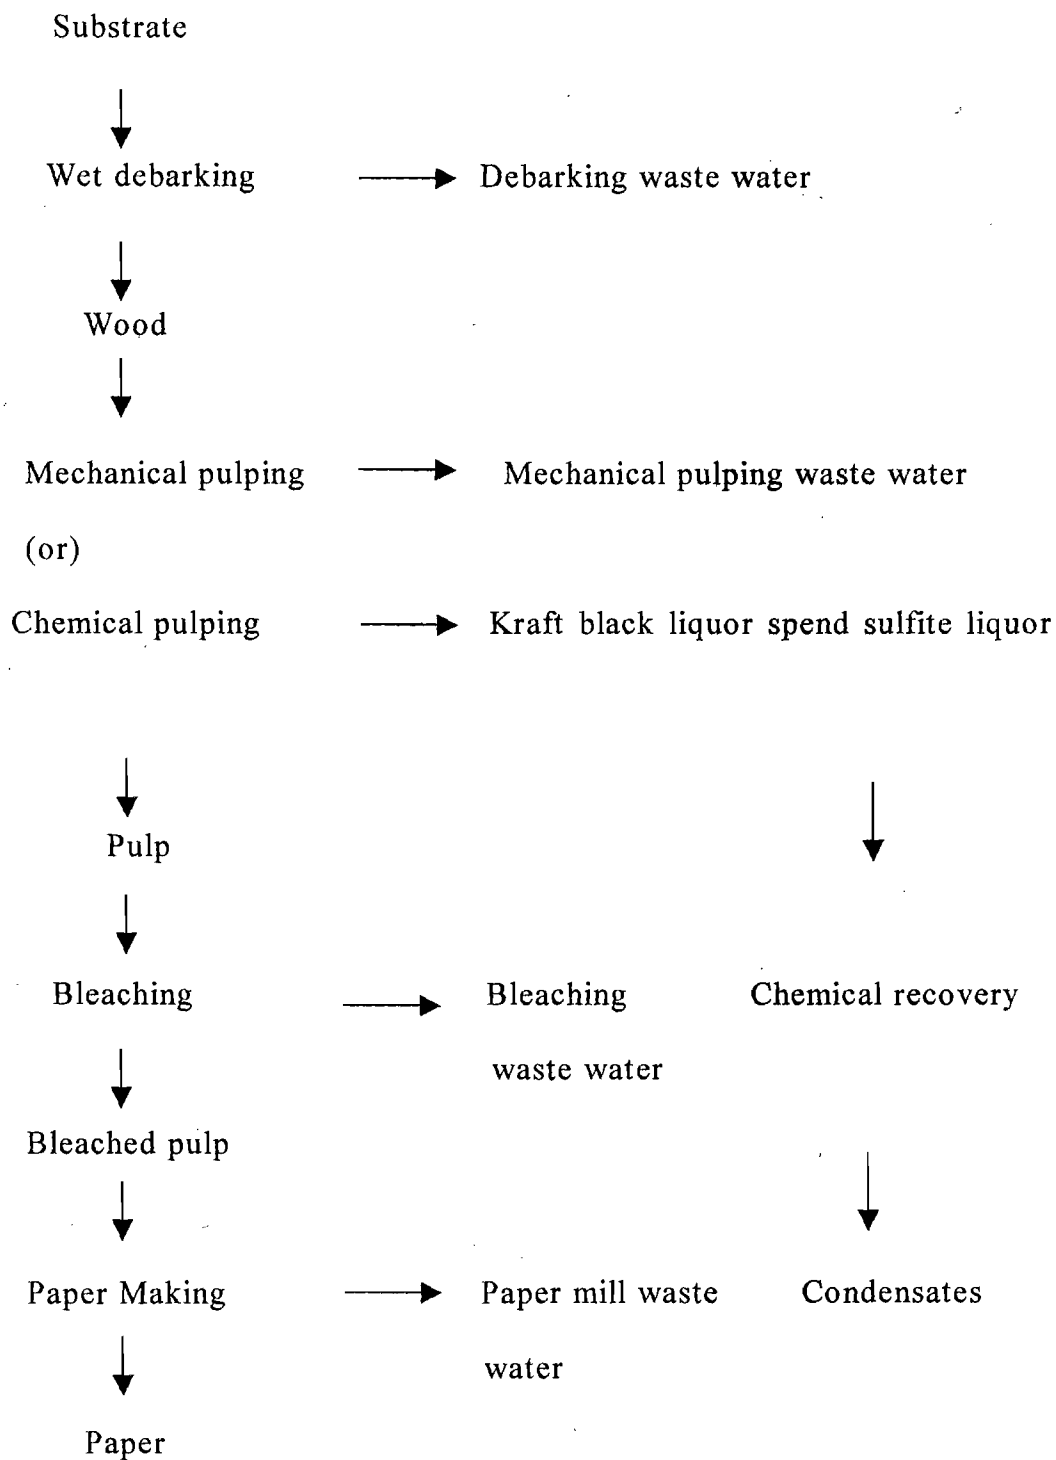 Substrate
Wet debarking Debarking waste water
Wood
Mechanical pulping Mechanical pulping waste water
(or)
Chemical pulping Kraft black liquor spend sulfite liquor
Pulp
Bleaching Bleaching Chemical recovery
waste water
Bleached pulp
Paper Making Paper mill waste Condensates
water
Paper